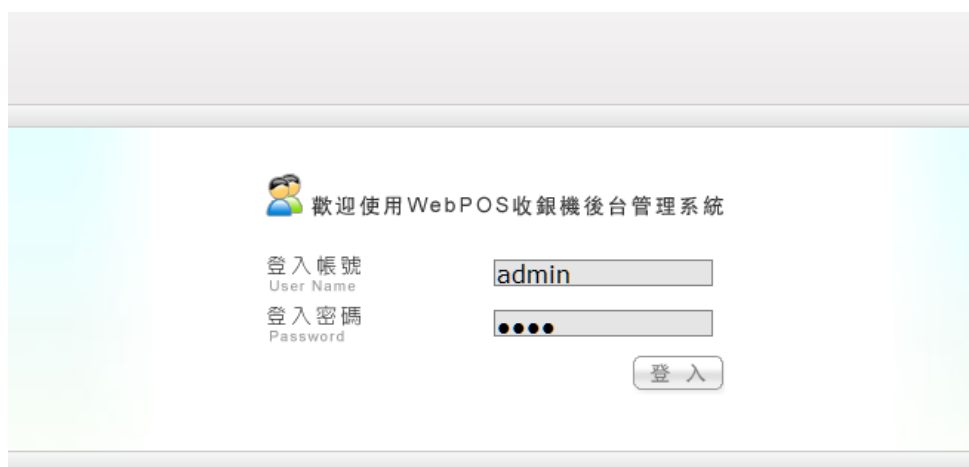 歡迎使用WebPOS收銀機後台管理系統
登入帳號
User Name
admin
登入密碼
Password
●●●●
登 入